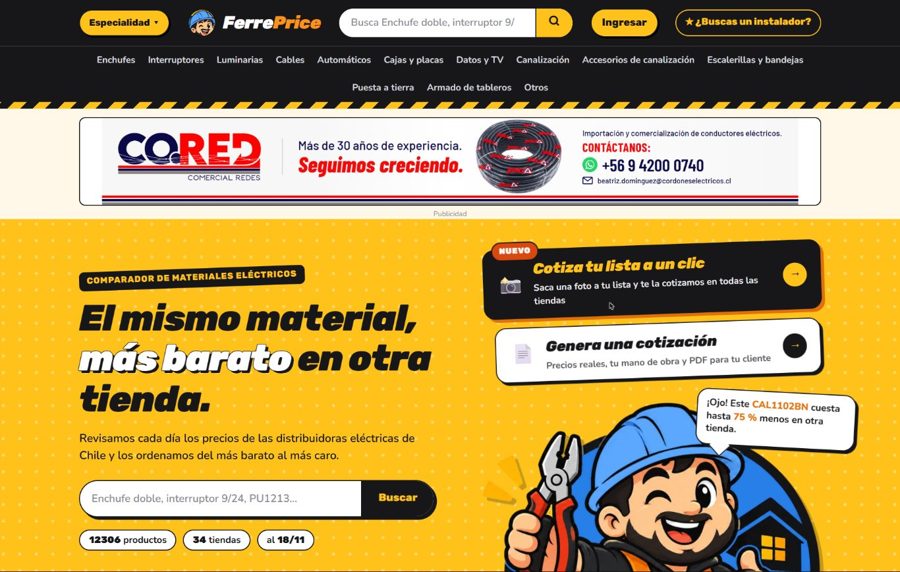 Especialidad
FerrePrice
Busca Enchufe doble, interruptor 9/
Ingresar
★ ¿Buscas un instalador?
Enchufes Interruptores Luminarias Cables Automáticos Cajas y placas Datos y TV Canalización Accesorios de canalización Escalerillas y bandejas
Puesta a tierra Armado de tableros Otros
CO.RED
COMERCIAL REDES
Más de 30 años de experiencia.
Seguimos creciendo.
Importación y comercialización de conductores eléctricos.
CONTÁCTANOS:
+56 9 4200 0740
beatriz.dominguez@cordoneselectricos.cl
Publicidad
COMPARADOR DE MATERIALES ELÉCTRICOS
El mismo material,
más barato en otra
tienda.
Revisamos cada día los precios de las distribuidoras eléctricas de
Chile y los ordenamos del más barato al más caro.
Enchufe doble, interruptor 9/24, PU1213...
Buscar
12306 productos
34 tiendas
al 18/11
NUEVO
Cotiza tu lista a un clic
Saca una foto a tu lista y te la cotizamos en todas las
tiendas
→
Genera una cotización
Precios reales, tu mano de obra y PDF para tu cliente
→
¡Ojo! Este CAL1102BN cuesta
hasta 75 % menos en otra
tienda.